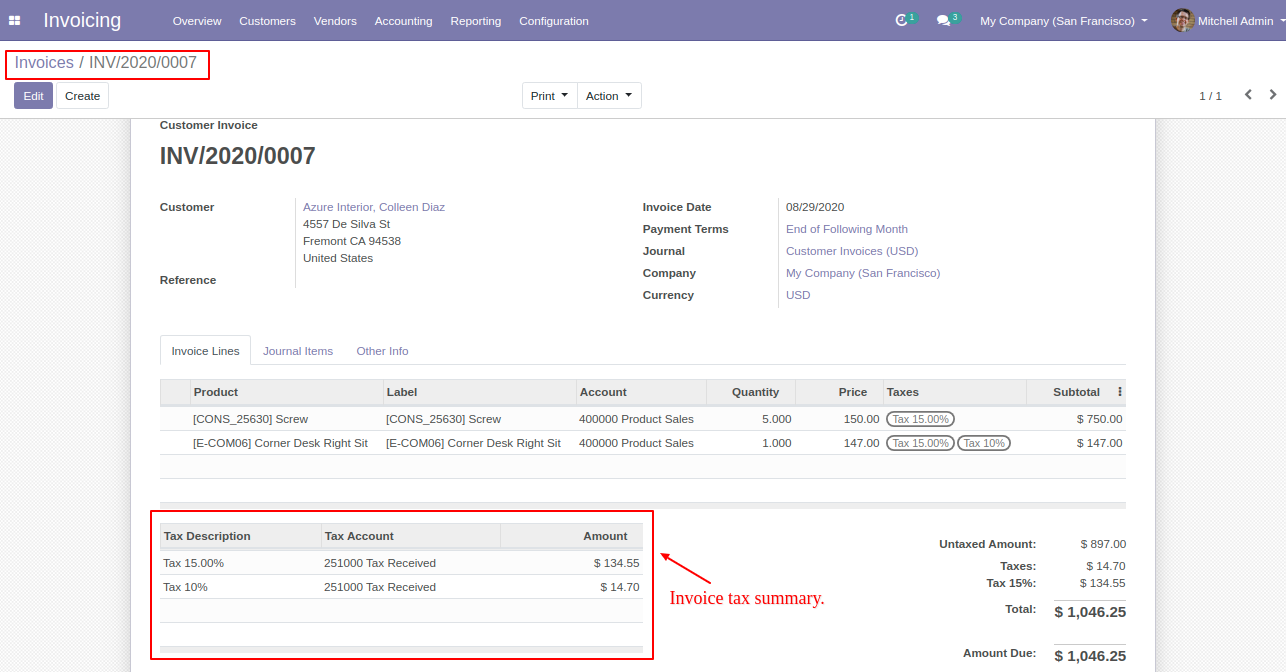 Invoicing Overview Customers Vendors Accounting Reporting Configuration 1 3 My Company (San Francisco) Mitchell Admin
Invoices / INV/2020/0007
Edit Create Print Action 1 / 1
Customer Invoice
INV/2020/0007
Customer Azure Interior, Colleen Diaz Invoice Date 08/29/2020
4557 De Silva St Payment Terms End of Following Month
Fremont CA 94538 Journal Customer Invoices (USD)
United States Company My Company (San Francisco)
Reference Currency USD
Invoice Lines Journal Items Other Info
Product Label Account Quantity Price Taxes Subtotal
[CONS_25630] Screw [CONS_25630] Screw 400000 Product Sales 5.000 150.00 Tax 15.00% $ 750.00
[E-COM06] Corner Desk Right Sit [E-COM06] Corner Desk Right Sit 400000 Product Sales 1.000 147.00 Tax 15.00% Tax 10% $ 147.00
Tax Description Tax Account Amount
Tax 15.00% 251000 Tax Received $ 134.55
Tax 10% 251000 Tax Received $ 14.70
Invoice tax summary.
Untaxed Amount: $ 897.00
Taxes: $ 14.70
Tax 15%: $ 134.55
Total: $ 1,046.25
Amount Due: $ 1,046.25